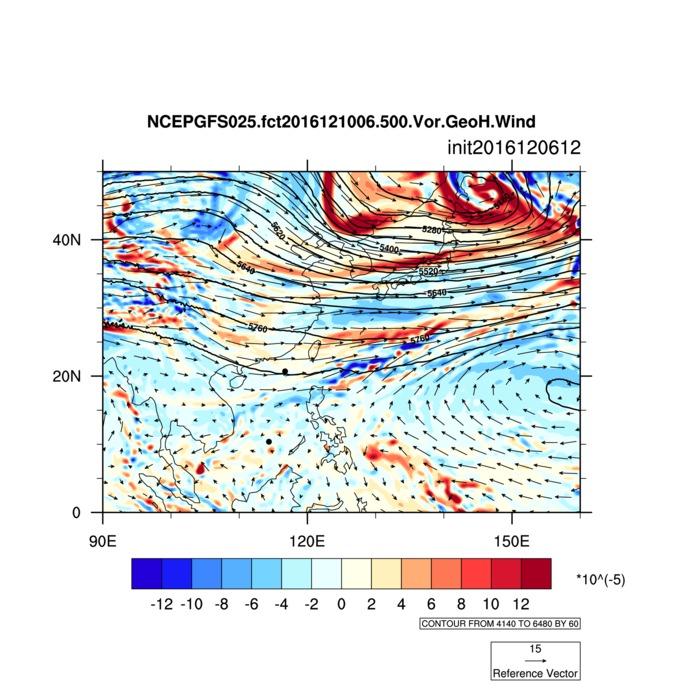 NCEPGFS025.fct2016121006.500.Vor.GeoH.Wind
init2016120612
5280
5620
5400
40N
5640
5520
5640
5760
5760
20N
0
90E 120E 150E
-12 -10 -8 -6 -4 -2 0 2 4 6 8 10 12
*10^(-5)
CONTOUR FROM 4140 TO 6480 BY 60
15
Reference Vector